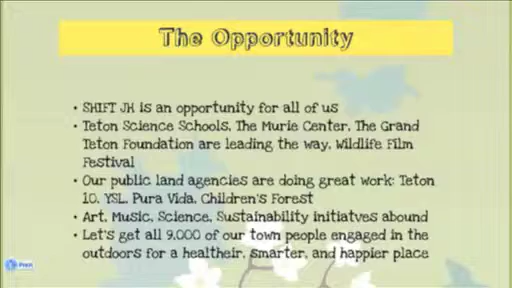 The Opportunity
• SHIFT JH is an opportunity for all of us
• Teton Science Schools, The Murie Center, The Grand
Teton Foundation are leading the way, Wildlife Film
Festival
• Our public land agencies are doing great work: Teton
10, YSL, Pura Vida, Children's Forest
• Art, Music, Science, Sustainability initiatves abound
• Let's get all 9,000 of our town people engaged in the
outdoors for a healtheir, smarter, and happier place